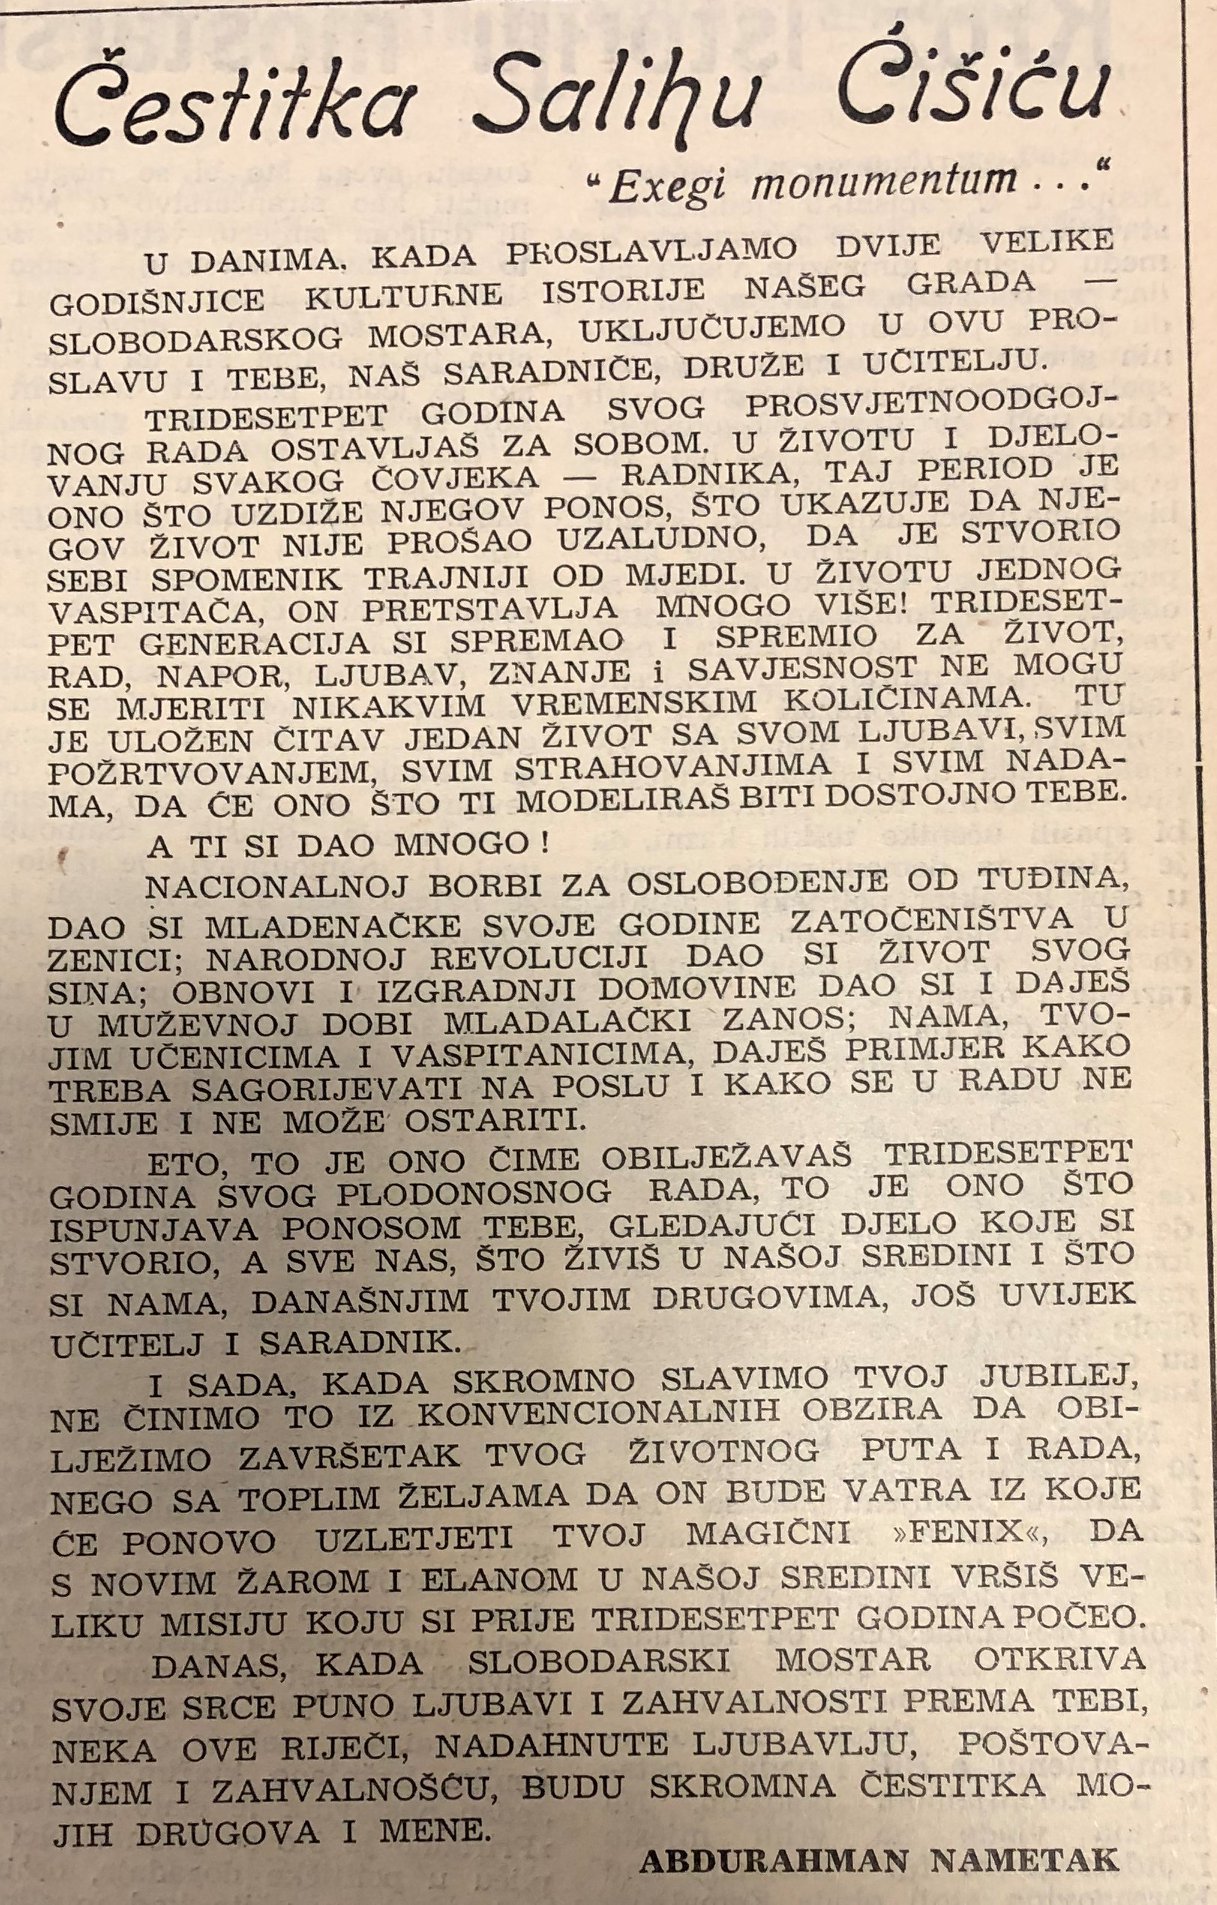 Čestitka Salihu Ćišiću
"Exegi monumentum . . ."
U DANIMA, KADA PROSLAVLJAMO DVIJE VELIKE
GODIŠNJICE KULTURNE ISTORIJE NAŠEG GRADA —
SLOBODARSKOG MOSTARA, UKLJUČUJEMO U OVU PRO-
SLAVU I TEBE, NAŠ SARADNIČE, DRUŽE I UČITELJU.
TRIDESETPET GODINA SVOG PROSVJETNOODGOJ-
NOG RADA OSTAVLJAŠ ZA SOBOM. U ŽIVOTU I DJELO-
VANJU SVAKOG ČOVJEKA — RADNIKA, TAJ PERIOD JE
ONO ŠTO UZDIŽE NJEGOV PONOS, ŠTO UKAZUJE DA NJE-
GOV ŽIVOT NIJE PROŠAO UZALUDNO, DA JE STVORIO
SEBI SPOMENIK TRAJNIJI OD MJEDI. U ŽIVOTU JEDNOG
VASPITAČA, ON PRETSTAVLJA MNOGO VIŠE! TRIDESET-
PET GENERACIJA SI SPREMAO I SPREMIO ZA ŽIVOT,
RAD, NAPOR, LJUBAV, ZNANJE i SAVJESNOST NE MOGU
SE MJERITI NIKAKVIM VREMENSKIM KOLIČINAMA. TU
JE ULOŽEN ČITAV JEDAN ŽIVOT SA SVOM LJUBAVI, SVIM
POŽRTVOVANJEM, SVIM STRAHOVANJIMA I SVIM NADA-
MA, DA ĆE ONO ŠTO TI MODELIRAŠ BITI DOSTOJNO TEBE.
A TI SI DAO MNOGO!
NACIONALNOJ BORBI ZA OSLOBOĐENJE OD TUĐINA,
DAO SI MLADENAČKE SVOJE GODINE ZATOČENIŠTVA U
ZENICI; NARODNOJ REVOLUCIJI DAO SI ŽIVOT SVOG
SINA; OBNOVI I IZGRADNJI DOMOVINE DAO SI I DAJEŠ
U MUŽEVNOJ DOBI MLADALAČKI ZANOS; NAMA, TVO-
JIM UČENICIMA I VASPITANICIMA, DAJEŠ PRIMJER KAKO
TREBA SAGORIJEVATI NA POSLU I KAKO SE U RADU NE
SMIJE I NE MOŽE OSTARITI.
ETO, TO JE ONO ČIME OBILJEŽAVAŠ TRIDESETPET
GODINA SVOG PLODONOSNOG RADA, TO JE ONO ŠTO
ISPUNJAVA PONOSOM TEBE, GLEDAJUĆI DJELO KOJE SI
STVORIO, A SVE NAS, ŠTO ŽIVIŠ U NAŠOJ SREDINI I ŠTO
SI NAMA, DANAŠNJIM TVOJIM DRUGOVIMA, JOŠ UVIJEK
UČITELJ I SARADNIK.
I SADA, KADA SKROMNO SLAVIMO TVOJ JUBILEJ,
NE ČINIMO TO IZ KONVENCIONALNIH OBZIRA DA OBI-
LJEŽIMO ZAVRŠETAK TVOG ŽIVOTNOG PUTA I RADA,
NEGO SA TOPLIM ŽELJAMA DA ON BUDE VATRA IZ KOJE
ĆE PONOVO UZLETJETI TVOJ MAGIČNI »FENIX«, DA
S NOVIM ŽAROM I ELANOM U NAŠOJ SREDINI VRŠIŠ VE-
LIKU MISIJU KOJU SI PRIJE TRIDESETPET GODINA POČEO.
DANAS, KADA SLOBODARSKI MOSTAR OTKRIVA
SVOJE SRCE PUNO LJUBAVI I ZAHVALNOSTI PREMA TEBI,
NEKA OVE RIJEČI, NADAHNUTE LJUBAVLJU, POŠTOVA-
NJEM I ZAHVALNOŠĆU, BUDU SKROMNA ČESTITKA MO-
JIH DRUGOVA I MENE.
ABDURAHMAN NAMETAK